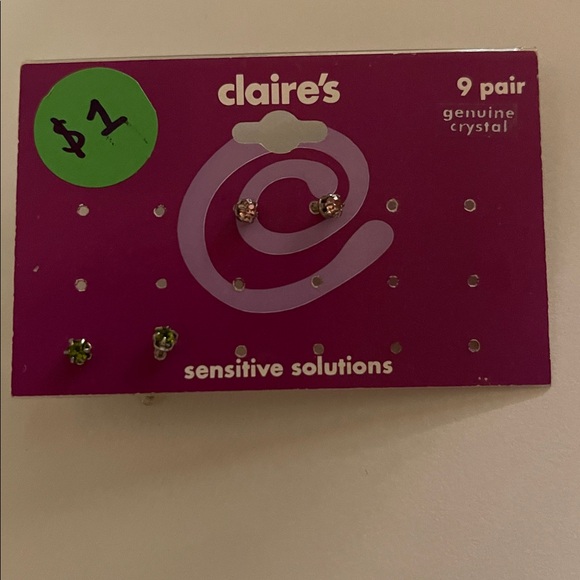 $1
claire's
9 pair
genuine
crystal
sensitive solutions